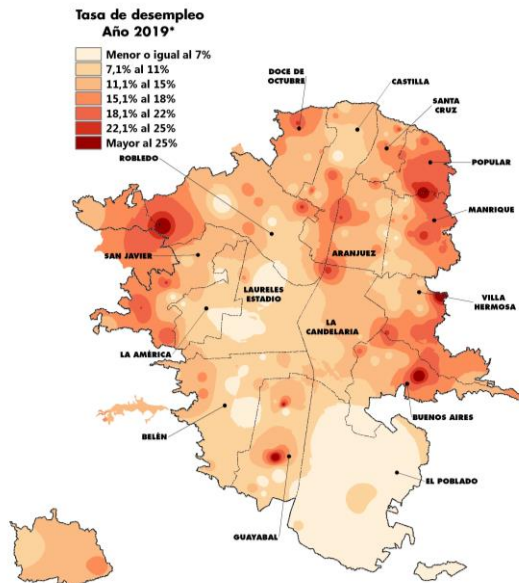 Tasa de desempleo
Año 2019*
Menor o igual al 7%
7,1% al 11%
11,1% al 15%
15,1% al 18%
18,1% al 22%
22,1% al 25%
Mayor al 25%
DOCE DE
OCTUBRE
CASTILLA
SANTA
CRUZ
ROBLEDO
POPULAR
MANRIQUE
SAN JAVIER
ARANJUEZ
LAURELES
ESTADIO
VILLA
HERMOSA
LA
CANDELARIA
LA AMÉRICA
BUENOS AIRES
BELÉN
EL POBLADO
GUAYABAL